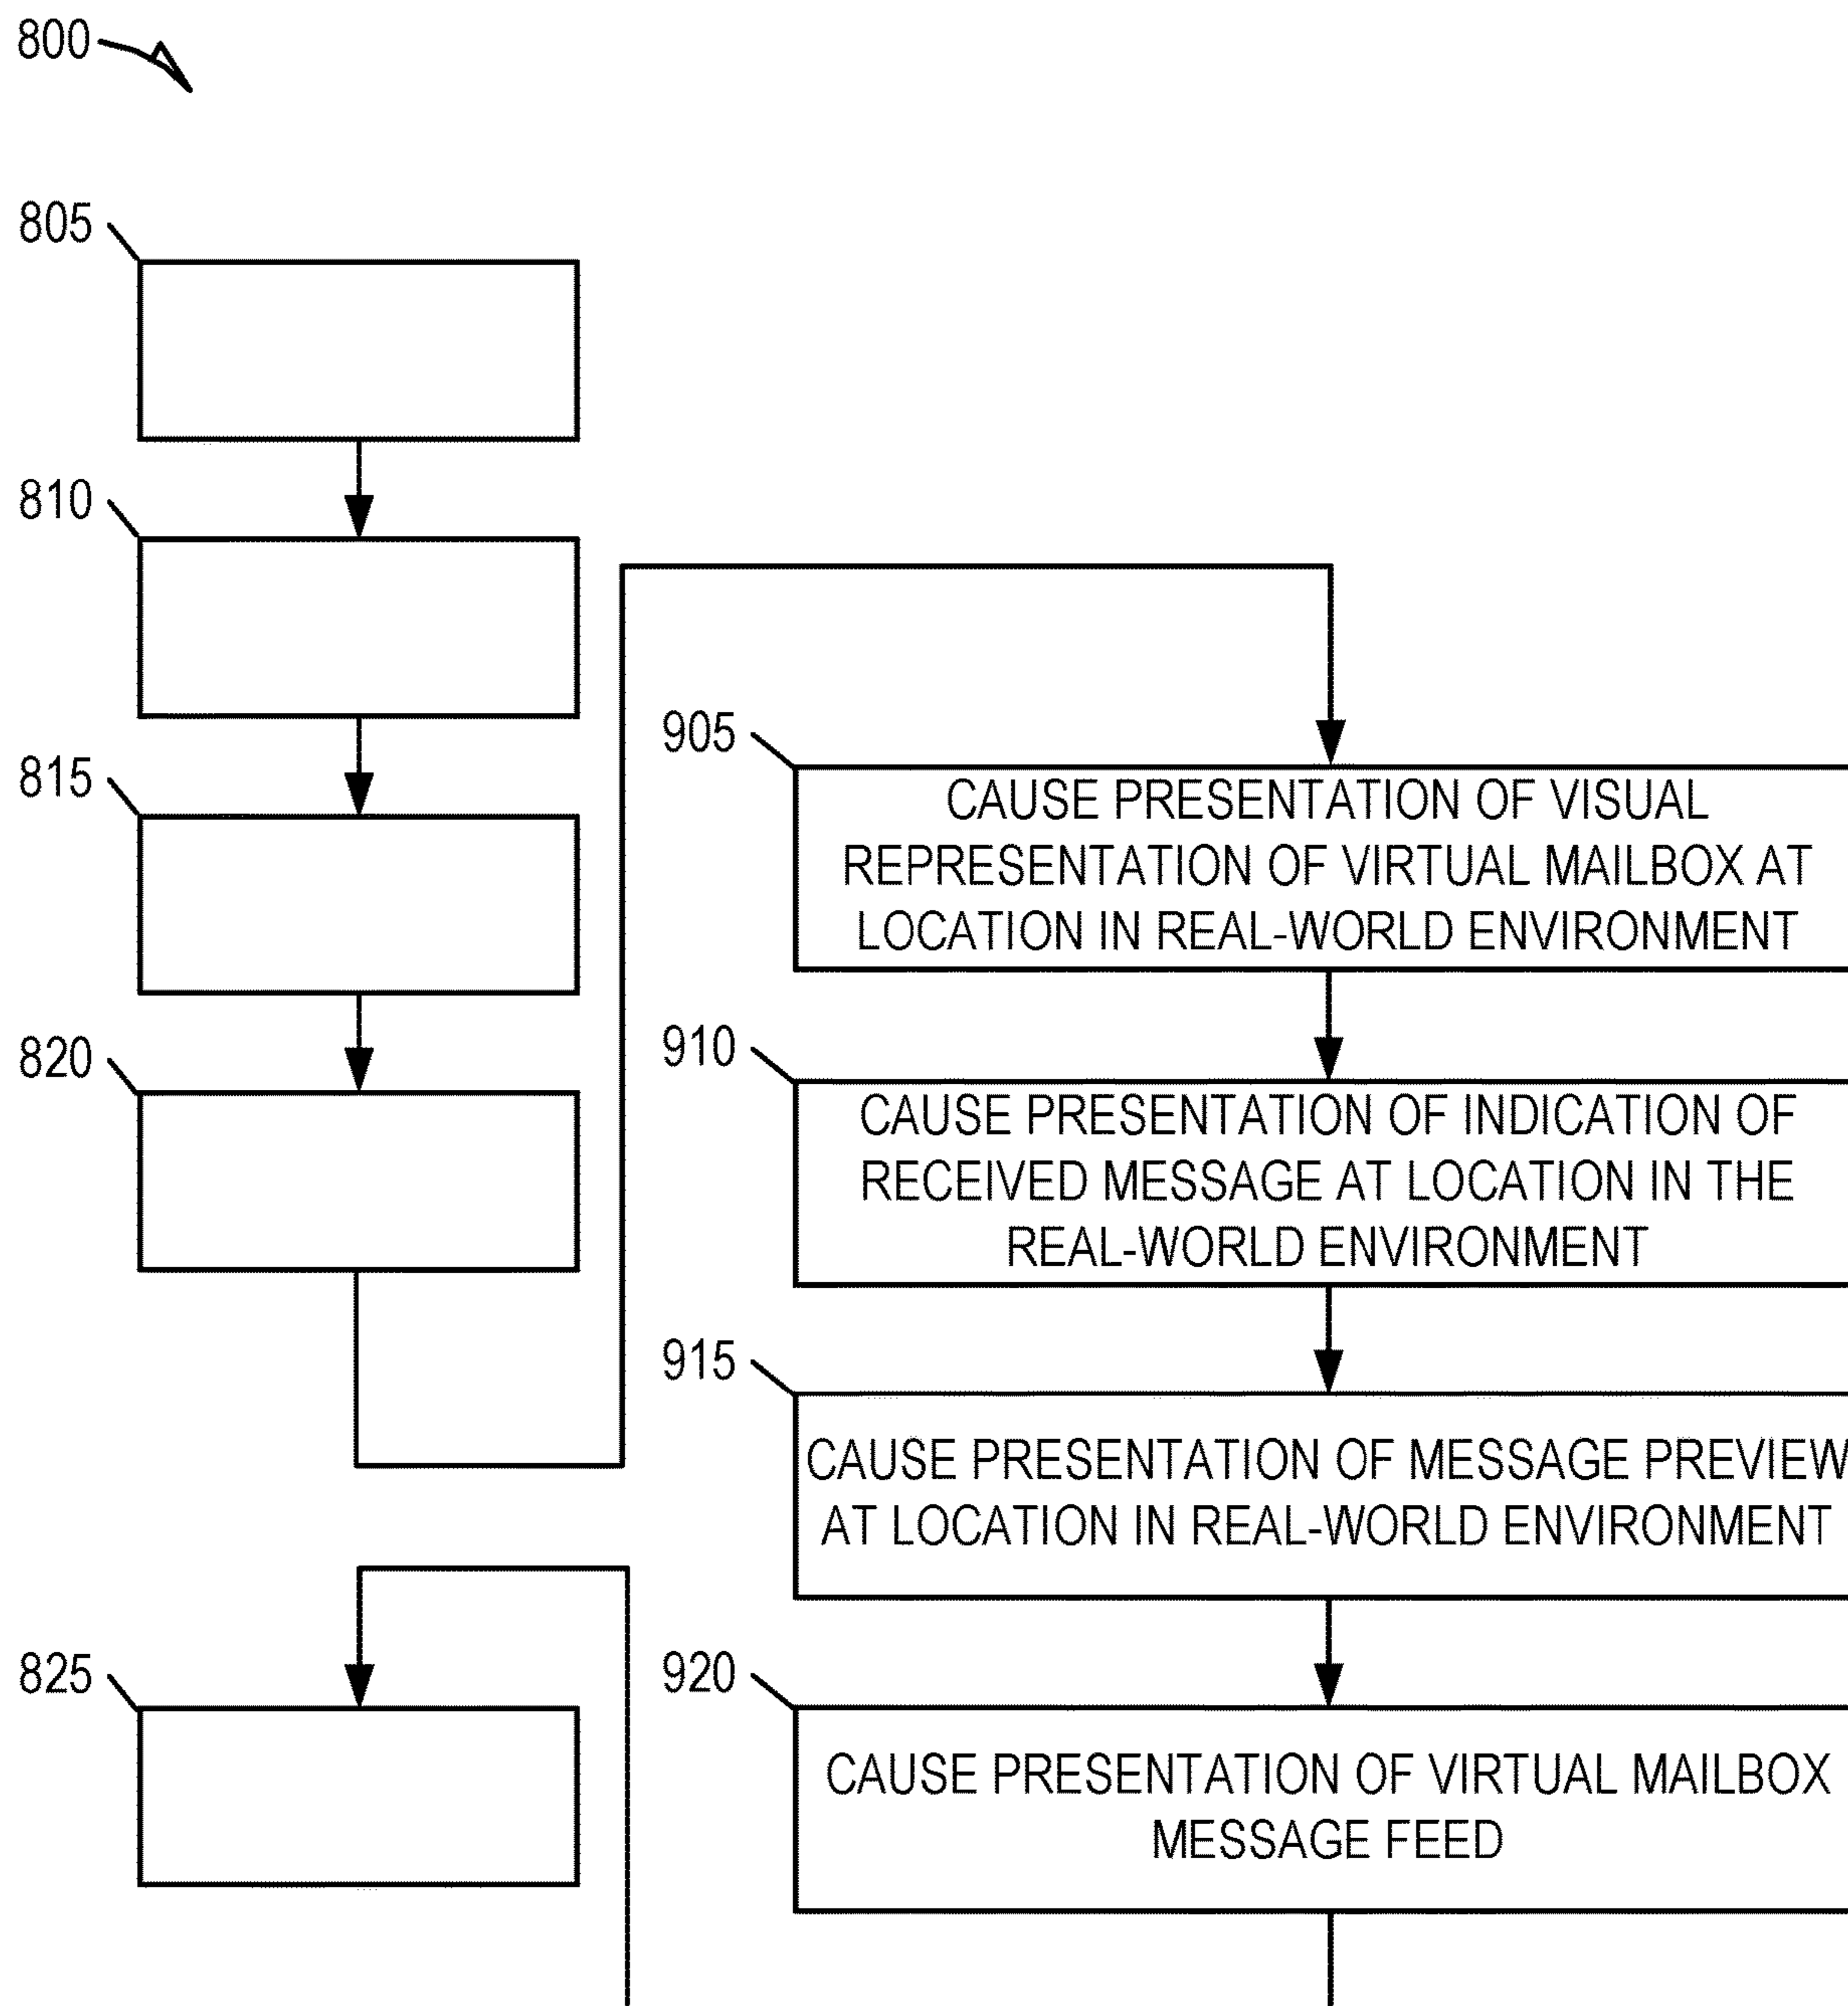 800
805
810
815
820
825
905
CAUSE PRESENTATION OF VISUAL
REPRESENTATION OF VIRTUAL MAILBOX AT
LOCATION IN REAL-WORLD ENVIRONMENT
910
CAUSE PRESENTATION OF INDICATION OF
RECEIVED MESSAGE AT LOCATION IN THE
REAL-WORLD ENVIRONMENT
915
CAUSE PRESENTATION OF MESSAGE PREVIEW
AT LOCATION IN REAL-WORLD ENVIRONMENT
920
CAUSE PRESENTATION OF VIRTUAL MAILBOX
MESSAGE FEED